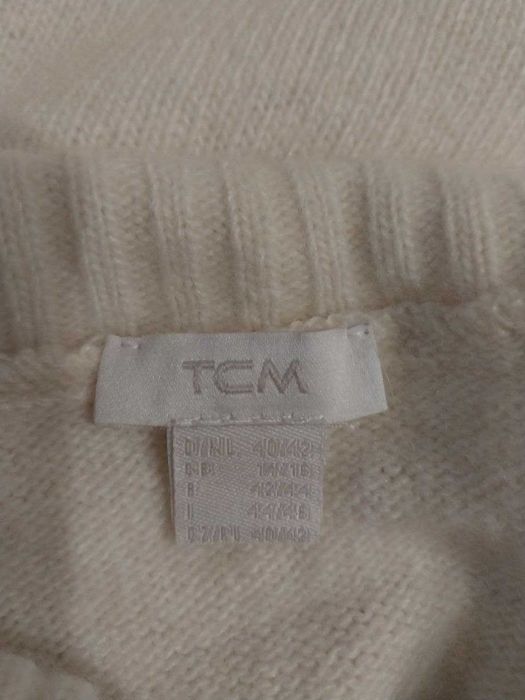 TCM
D/NL 40/42
GB 14/16
F 42/44
I 44/46
CZ/PL 40/42